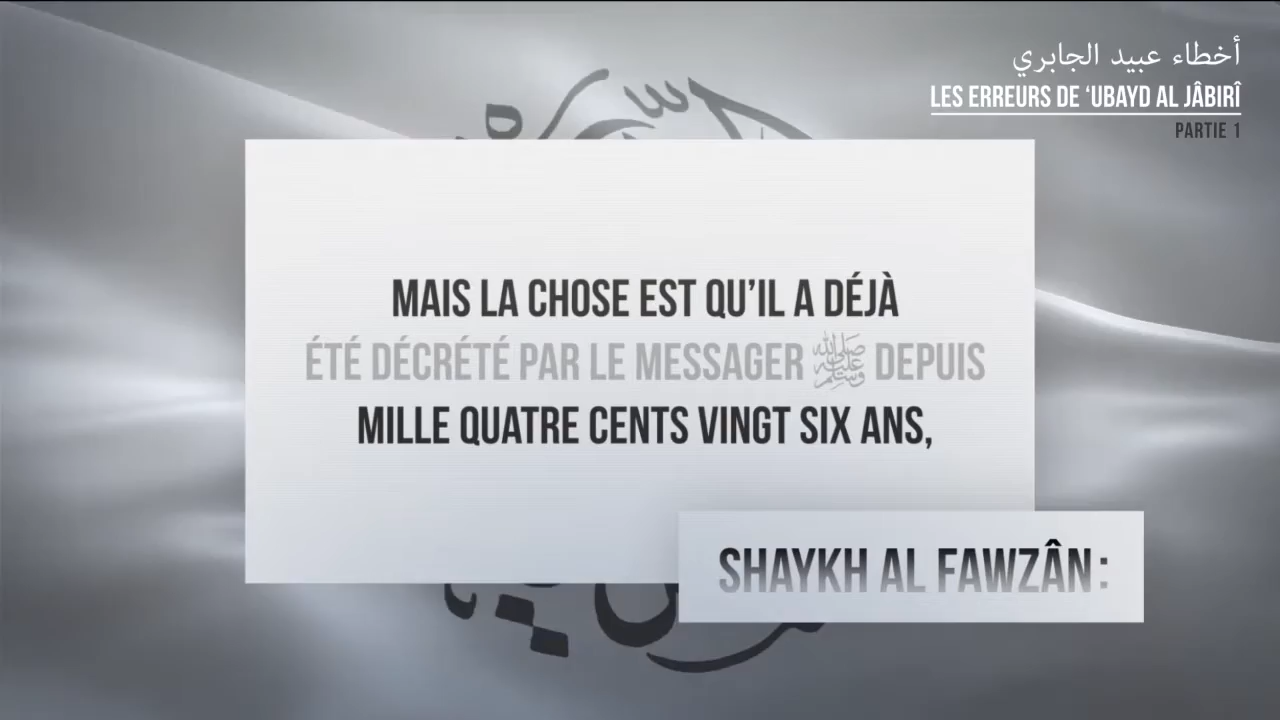 أخطاء عبيد الجابري
LES ERREURS DE ‘UBAYD AL JÂBIRÎ
PARTIE 1
MAIS LA CHOSE EST QU’IL A DÉJÀ
ÉTÉ DÉCRÉTÉ PAR LE MESSAGER ﷺ DEPUIS
MILLE QUATRE CENTS VINGT SIX ANS,
SHAYKH AL FAWZÂN :